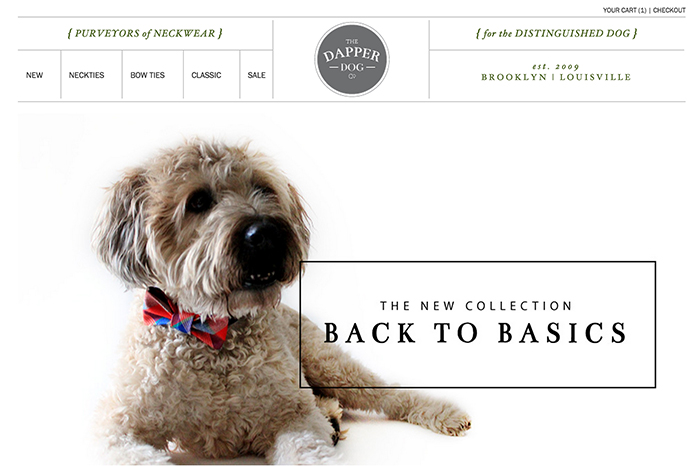 YOUR CART (1) | CHECKOUT
{ PURVEYORS of NECKWEAR }
THE
DAPPER
DOG
CO
{ for the DISTINGUISHED DOG }
NEW
NECKTIES
BOW TIES
CLASSIC
SALE
est. 2009
BROOKLYN | LOUISVILLE
THE NEW COLLECTION
BACK TO BASICS